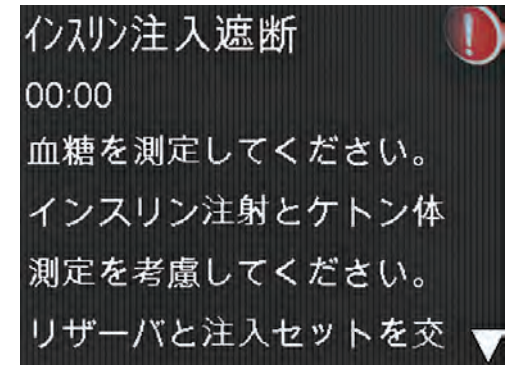 インスリン注入遮断
00:00
血糖を測定してください。
インスリン注射とケトン体
測定を考慮してください。
リザーバと注入セットを交